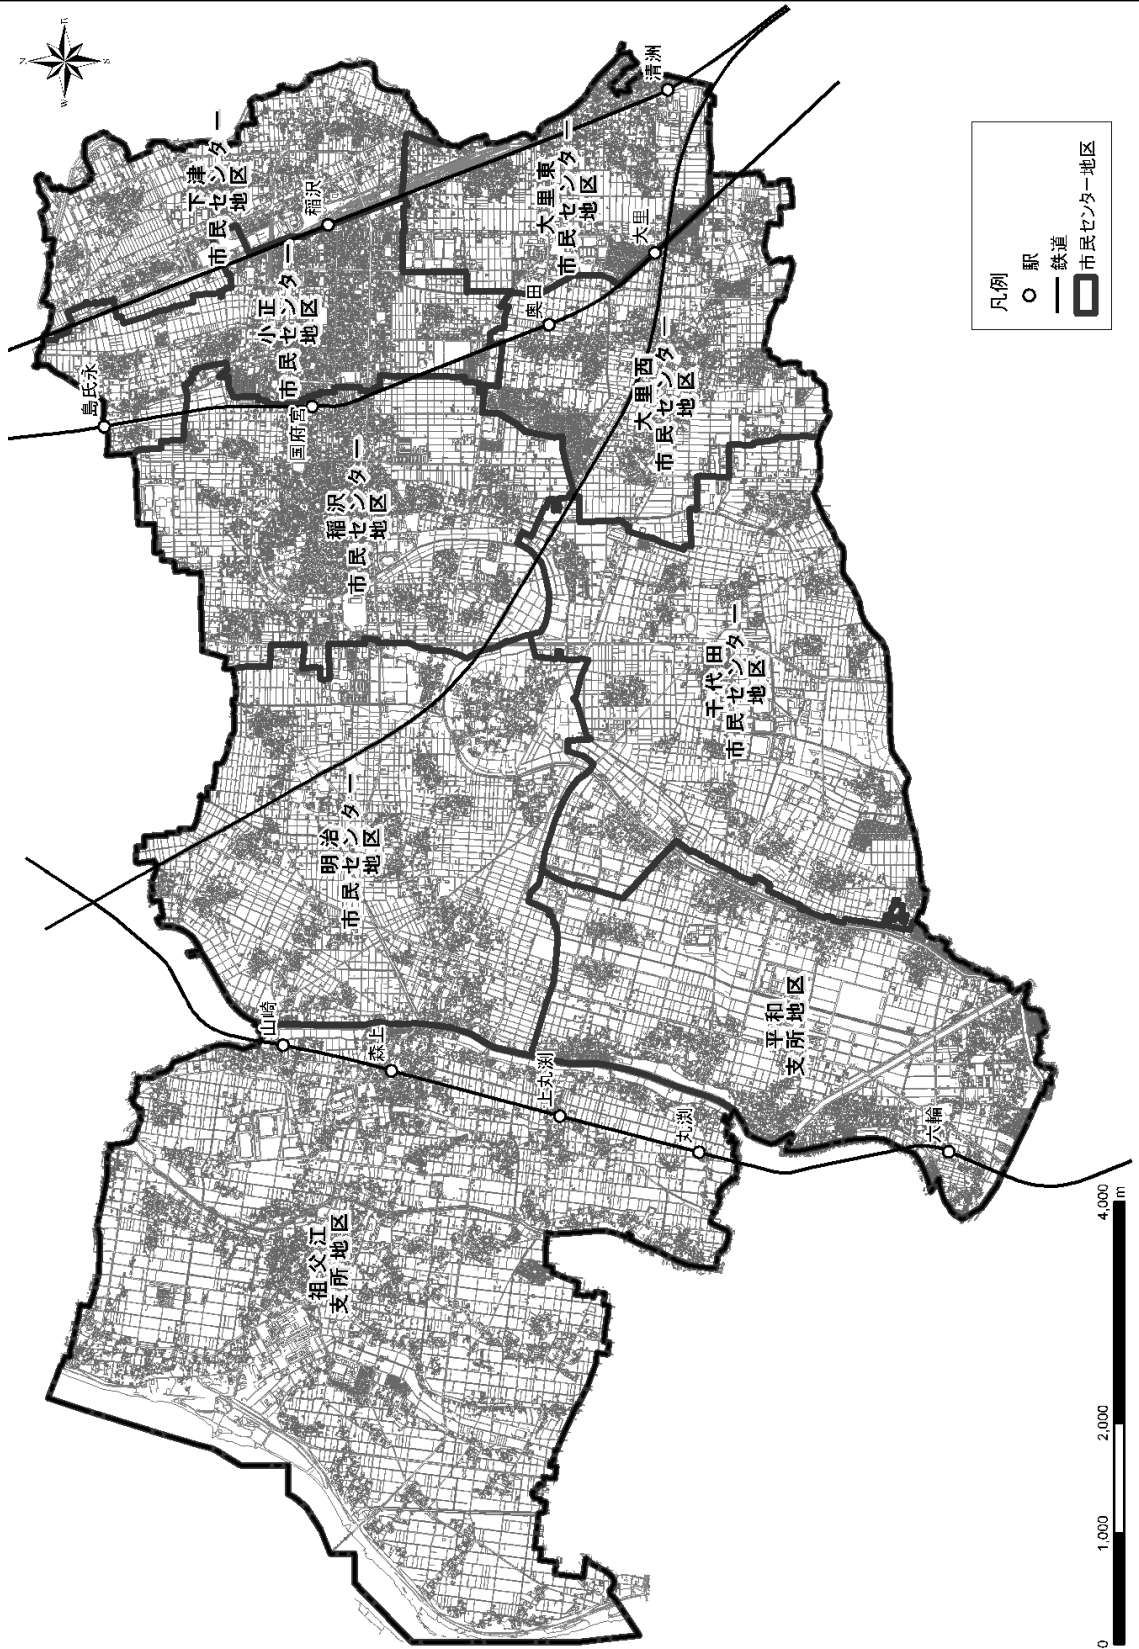 N
E
S
W
下津
市民センター
地区
稲沢
小正
市民センター
地区
島氏永
国府宮
稲沢
市民センター
地区
清洲
大里東
市民センター
地区
大里
奥田
大里西
市民センター
地区
明治
市民センター
地区
千代田
市民センター
地区
山崎
森上
上丸渕
丸渕
六輪
平和
支所地区
祖父江
支所地区
凡例
駅
鉄道
市民センター地区
0
1,000
2,000
4,000
m